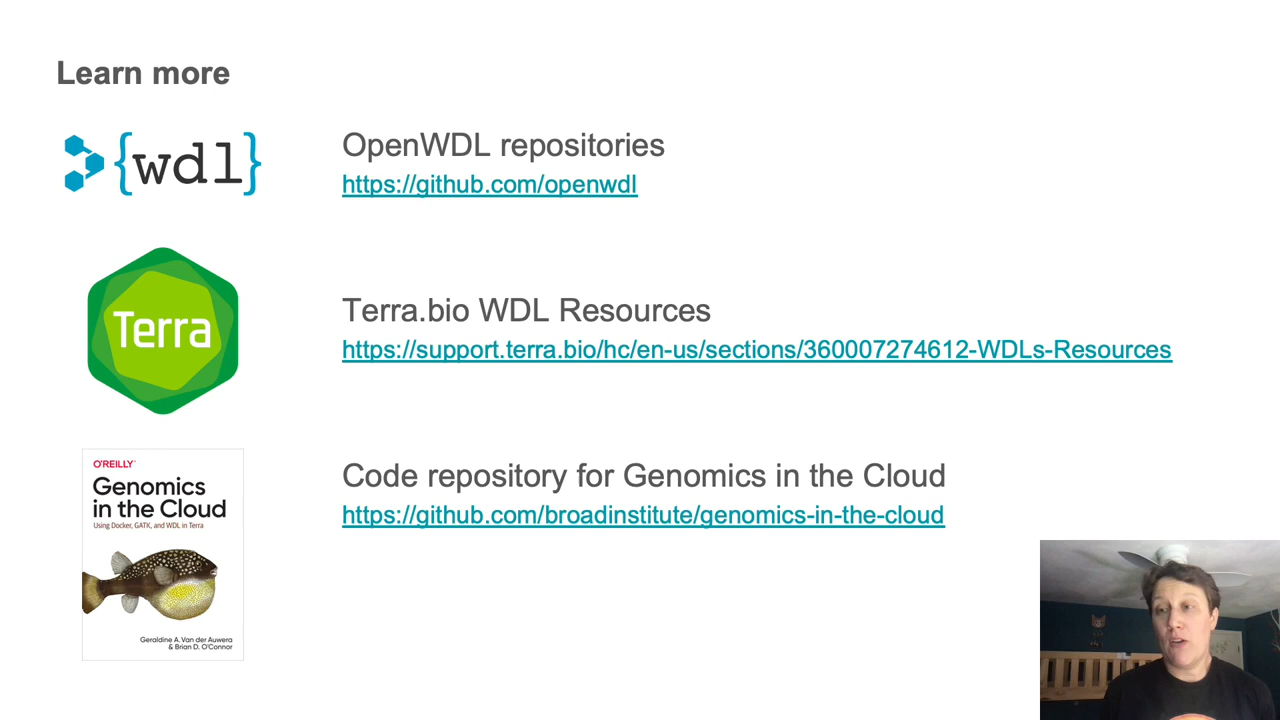 Learn more
{wdl}
OpenWDL repositories
https://github.com/openwdl
Terra
Terra.bio WDL Resources
https://support.terra.bio/hc/en-us/sections/360007274612-WDLs-Resources
O'REILLY
Genomics
in the Cloud
Using Docker, GATK, and WDL in Terra
Geraldine A. Van der Auwera
& Brian D. O'Connor
Code repository for Genomics in the Cloud
https://github.com/broadinstitute/genomics-in-the-cloud